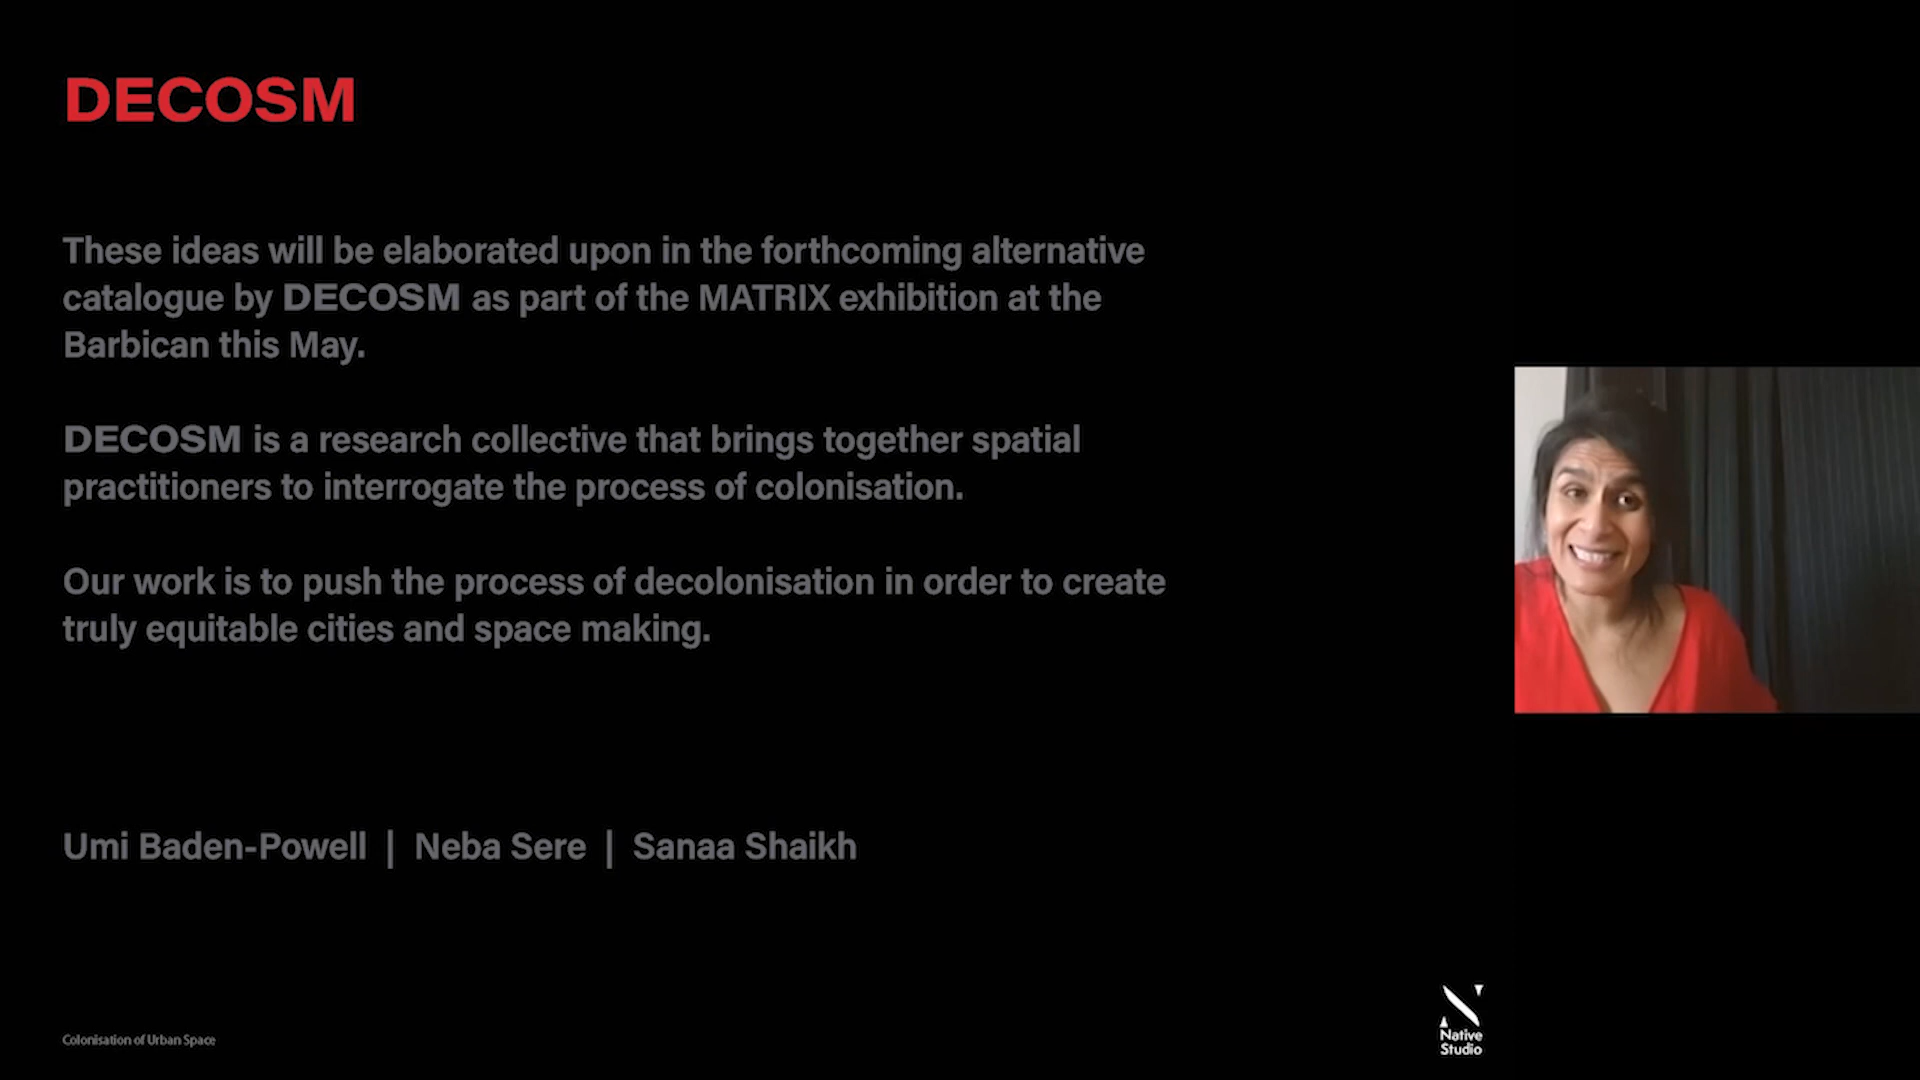 DECOSM
These ideas will be elaborated upon in the forthcoming alternative
catalogue by DECOSM as part of the MATRIX exhibition at the
Barbican this May.
DECOSM is a research collective that brings together spatial
practitioners to interrogate the process of colonisation.
Our work is to push the process of decolonisation in order to create
truly equitable cities and space making.
Umi Baden-Powell | Neba Sere | Sanaa Shaikh
Colonisation of Urban Space
Native
Studio